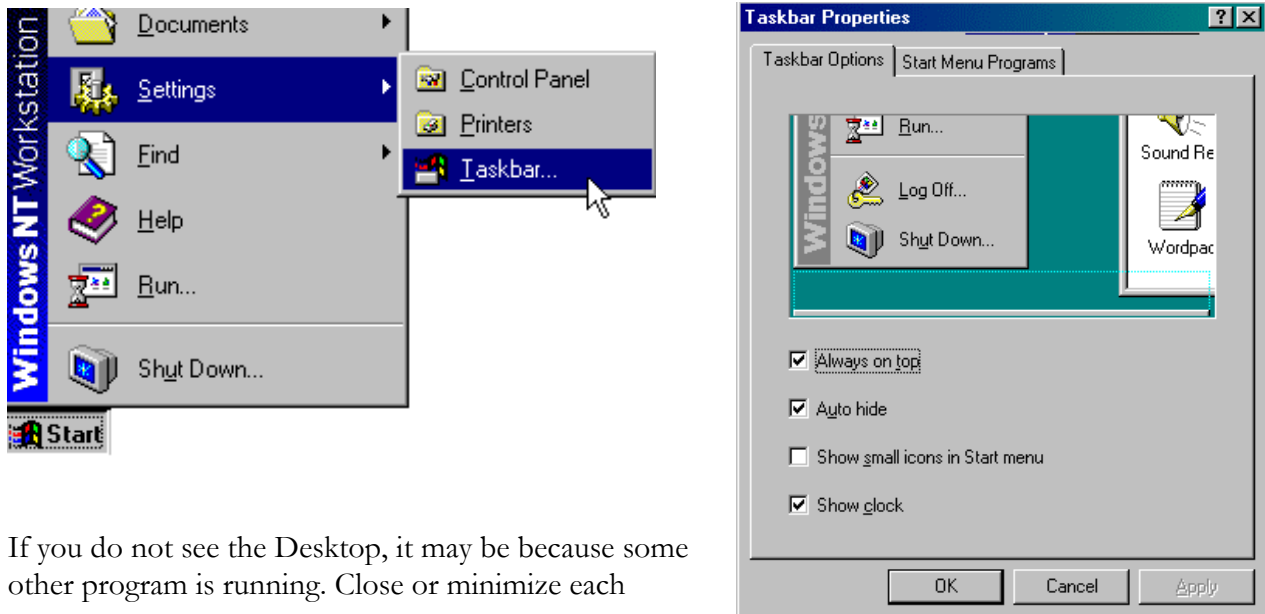 Windows NT Workstation
Documents
Settings
Find
Help
Run...
Shut Down...
Control Panel
Printers
Taskbar...
Start
If you do not see the Desktop, it may be because some
other program is running. Close or minimize each
Taskbar Properties
Taskbar Options Start Menu Programs
Windows
Run...
Log Off...
Shut Down...
Sound Re
Wordpac
Always on top
Auto hide
Show small icons in Start menu
Show clock
OK Cancel Apply